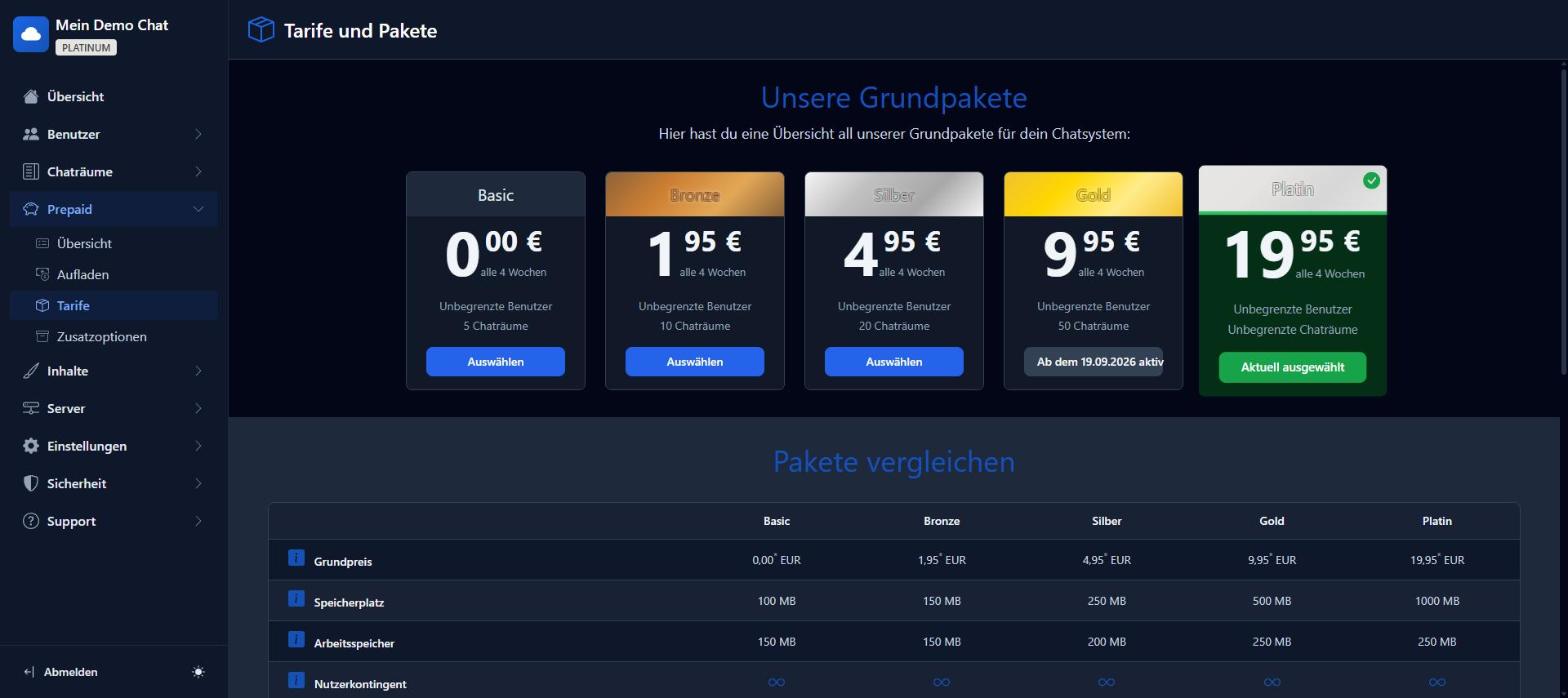 Mein Demo Chat
PLATINUM
Übersicht
Benutzer
Chaträume
Prepaid
Übersicht
Aufladen
Tarife
Zusatzoptionen
Inhalte
Server
Einstellungen
Sicherheit
Support
Abmelden
Tarife und Pakete
Unsere Grundpakete
Hier hast du eine Übersicht all unserer Grundpakete für dein Chatsystem:
Basic
0 00 €
alle 4 Wochen
Unbegrenzte Benutzer
5 Chaträume
Auswählen
Bronze
1 95 €
alle 4 Wochen
Unbegrenzte Benutzer
10 Chaträume
Auswählen
Silber
4 95 €
alle 4 Wochen
Unbegrenzte Benutzer
20 Chaträume
Auswählen
Gold
9 95 €
alle 4 Wochen
Unbegrenzte Benutzer
50 Chaträume
Ab dem 19.09.2026 aktiv
Platin
19 95 €
alle 4 Wochen
Unbegrenzte Benutzer
Unbegrenzte Chaträume
Aktuell ausgewählt
Pakete vergleichen
Basic Bronze Silber Gold Platin
i Grundpreis 0,00* EUR 1,95* EUR 4,95* EUR 9,95* EUR 19,95* EUR
i Speicherplatz 100 MB 150 MB 250 MB 500 MB 1000 MB
i Arbeitsspeicher 150 MB 150 MB 200 MB 250 MB 250 MB
i Nutzerkontingent ∞ ∞ ∞ ∞ ∞